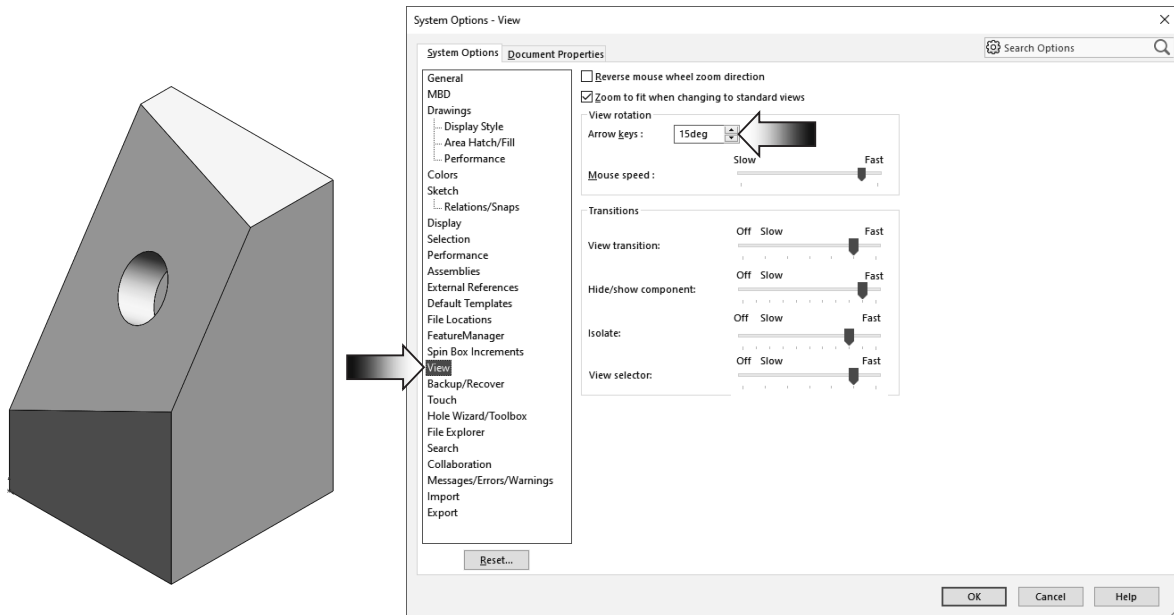 System Options - View
System Options Document Properties
Search Options
General
MBD
Drawings
Display Style
Area Hatch/Fill
Performance
Colors
Sketch
Relations/Snaps
Display
Selection
Performance
Assemblies
External References
Default Templates
File Locations
FeatureManager
Spin Box Increments
View
Backup/Recover
Touch
Hole Wizard/Toolbox
File Explorer
Search
Collaboration
Messages/Errors/Warnings
Import
Export
Reset...
Reverse mouse wheel zoom direction
Zoom to fit when changing to standard views
View rotation
Arrow keys : 15deg
Slow Fast
Mouse speed :
Transitions
Off Slow Fast
View transition:
Off Slow Fast
Hide/show component:
Off Slow Fast
Isolate:
Off Slow Fast
View selector:
OK Cancel Help